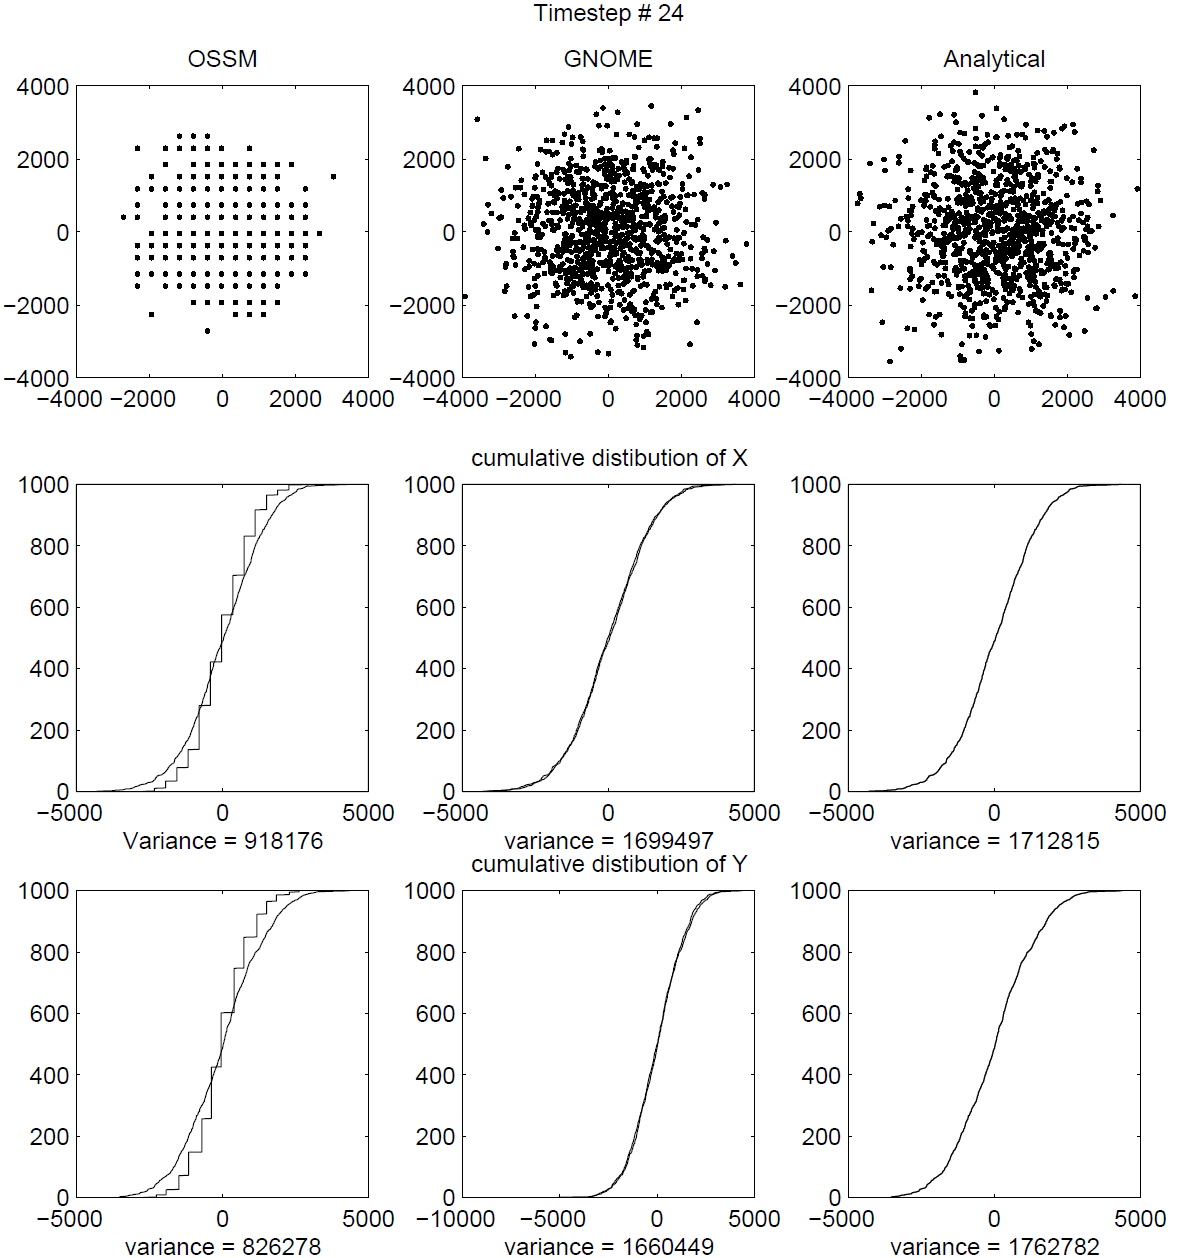 Timestep # 24
OSSM GNOME Analytical
4000 4000 4000
2000 2000 2000
0 0 0
−2000 −2000 −2000
−4000 −4000 −4000
−4000 −2000 0 2000 4000 −4000 −2000 0 2000 4000 −4000 −2000 0 2000 4000
cumulative distibution of X
1000 1000 1000
800 800 800
600 600 600
400 400 400
200 200 200
0 0 0
−5000 0 5000 −5000 0 5000 −5000 0 5000
Variance = 918176 variance = 1699497 variance = 1712815
cumulative distibution of Y
1000 1000 1000
800 800 800
600 600 600
400 400 400
200 200 200
0 0 0
−5000 0 5000 −10000 −5000 0 5000 −5000 0 5000
variance = 826278 variance = 1660449 variance = 1762782